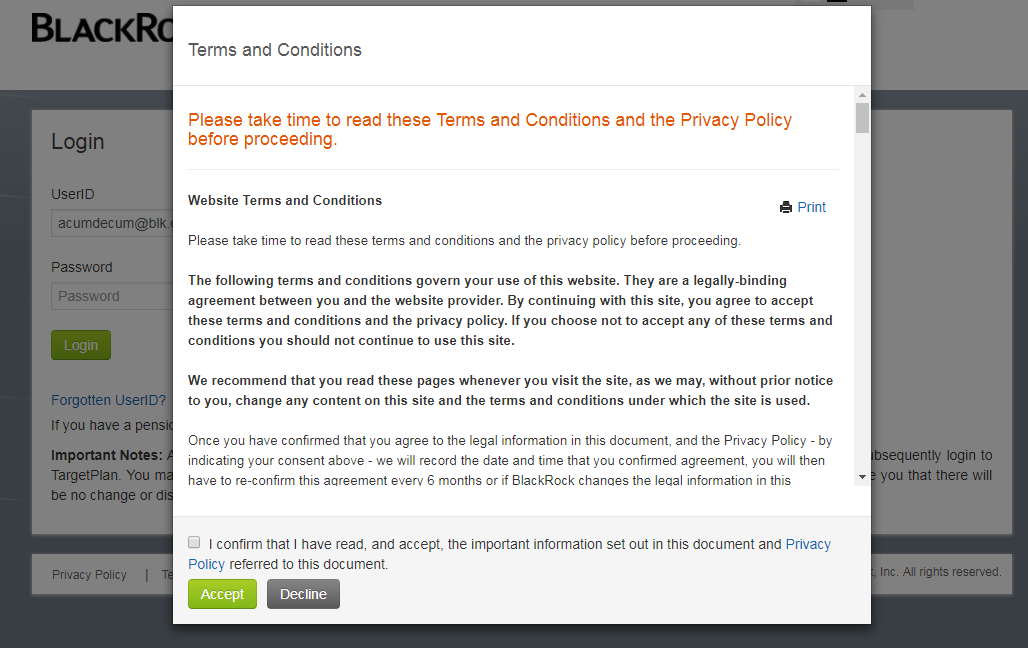 BLACKRO
Terms and Conditions
Please take time to read these Terms and Conditions and the Privacy Policy
before proceeding.
Website Terms and Conditions
Print
Please take time to read these terms and conditions and the privacy policy before proceeding.
The following terms and conditions govern your use of this website. They are a legally-binding
agreement between you and the website provider. By continuing with this site, you agree to accept
these terms and conditions and the privacy policy. If you choose not to accept any of these terms and
conditions you should not continue to use this site.
We recommend that you read these pages whenever you visit the site, as we may, without prior notice
to you, change any content on this site and the terms and conditions under which the site is used.
Once you have confirmed that you agree to the legal information in this document, and the Privacy Policy - by
indicating your consent above - we will record the date and time that you confirmed agreement, you will then
have to re-confirm this agreement every 6 months or if BlackRock changes the legal information in this
I confirm that I have read, and accept, the important information set out in this document and Privacy
Policy referred to this document.
Accept
Decline
Login
UserID
acumdecum@blk.
Password
Password
Login
Forgotten UserID?
If you have a pensi
Important Notes: A
ubsequently login to
TargetPlan. You ma
e you that there will
be no change or dis
Privacy Policy | Te
, Inc. All rights reserved.